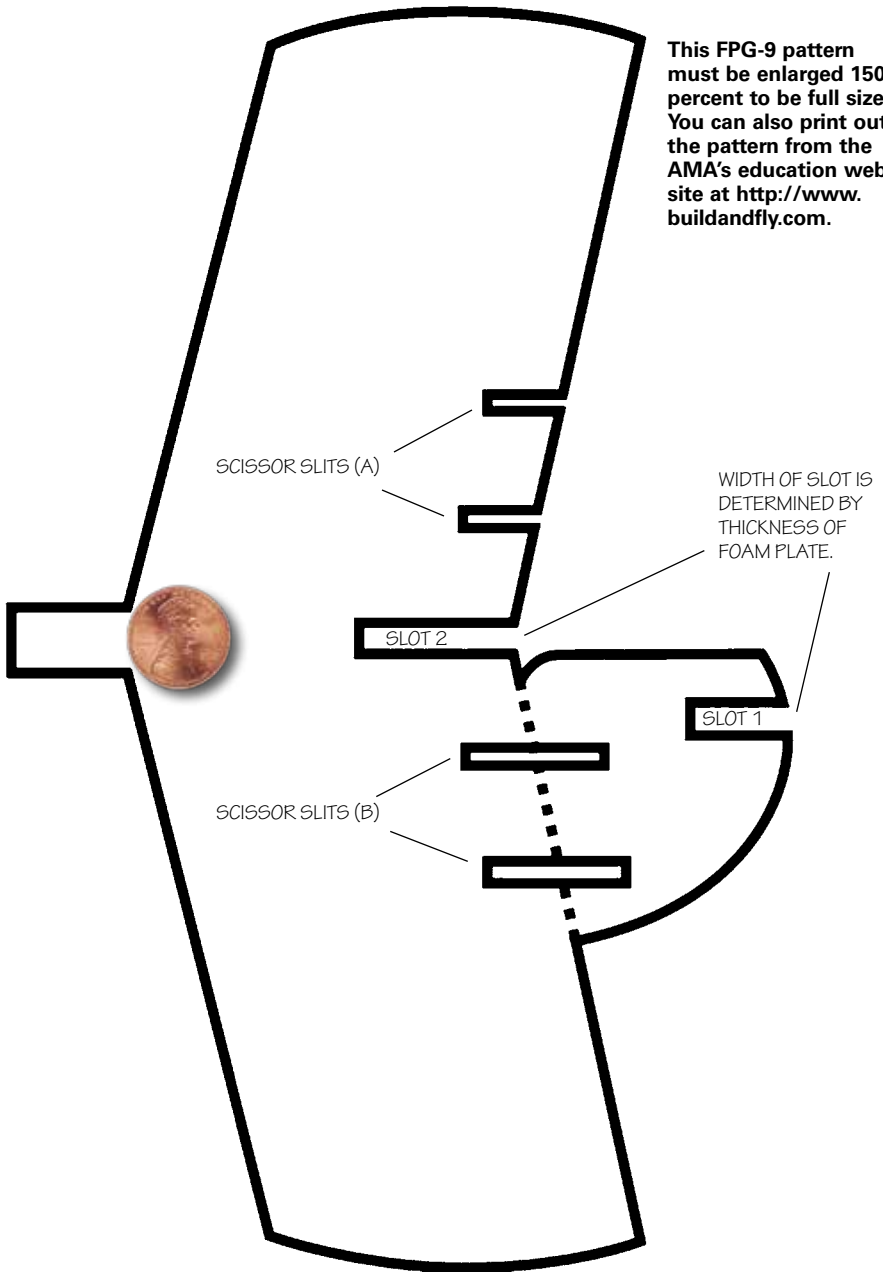 This FPG-9 pattern
must be enlarged 150
percent to be full size
You can also print out
the pattern from the
AMA's education web
site at http://www.
buildandfly.com.
SCISSOR SLITS (A)
WIDTH OF SLOT IS
DETERMINED BY
THICKNESS OF
FOAM PLATE.
SLOT 2
SLOT 1
SCISSOR SLITS (B)